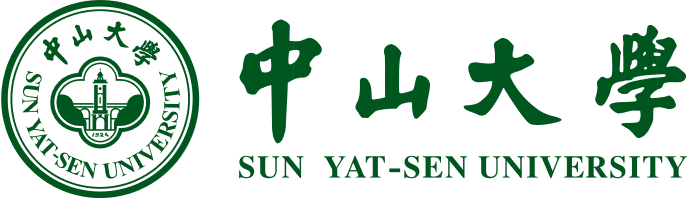 中山大學
SUN YAT-SEN UNIVERSITY
1924
中山大學
SUN YAT-SEN UNIVERSITY